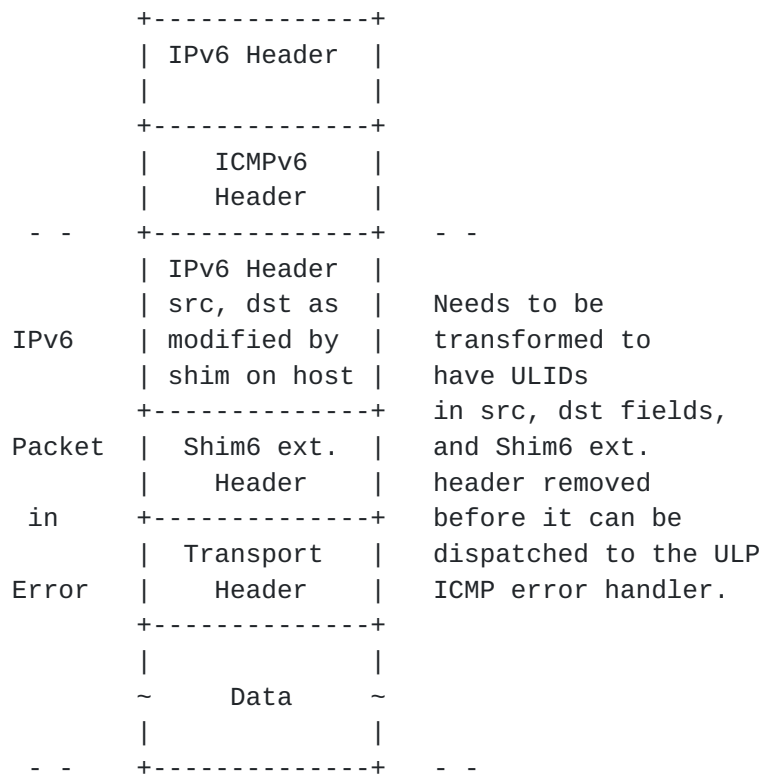 +--------------+
| IPv6 Header  |
|              |
+--------------+
|    ICMPv6    |
|    Header    |
- -    +--------------+   - -
| IPv6 Header  |
| src, dst as  |   Needs to be
IPv6    | modified by  |   transformed to
| shim on host |   have ULIDs
+--------------+   in src, dst fields,
Packet  |  Shim6 ext.  |   and Shim6 ext.
|    Header    |   header removed
in     +--------------+   before it can be
|  Transport   |   dispatched to the ULP
Error   |    Header    |   ICMP error handler.
+--------------+
|              |
~     Data     ~
|              |
- -    +--------------+   - -